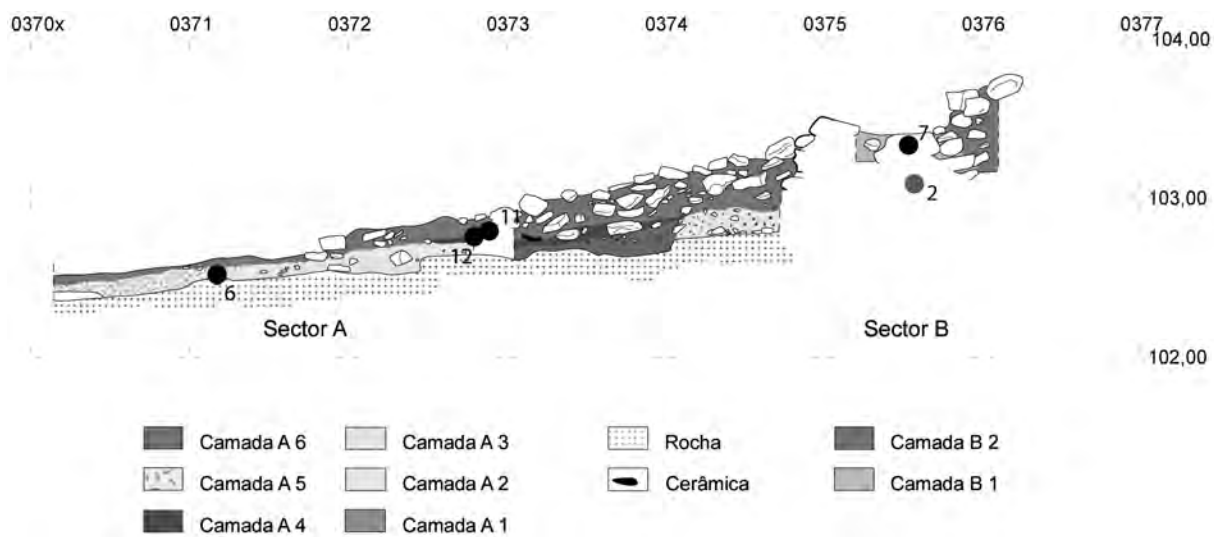 0370x 0371 0372 0373 0374 0375 0376 0377
104,00
7
2
103,00
11
12
6
Sector A Sector B
102,00
Camada A 6 Camada A 3 Rocha Camada B 2
Camada A 5 Camada A 2 Cerâmica Camada B 1
Camada A 4 Camada A 1